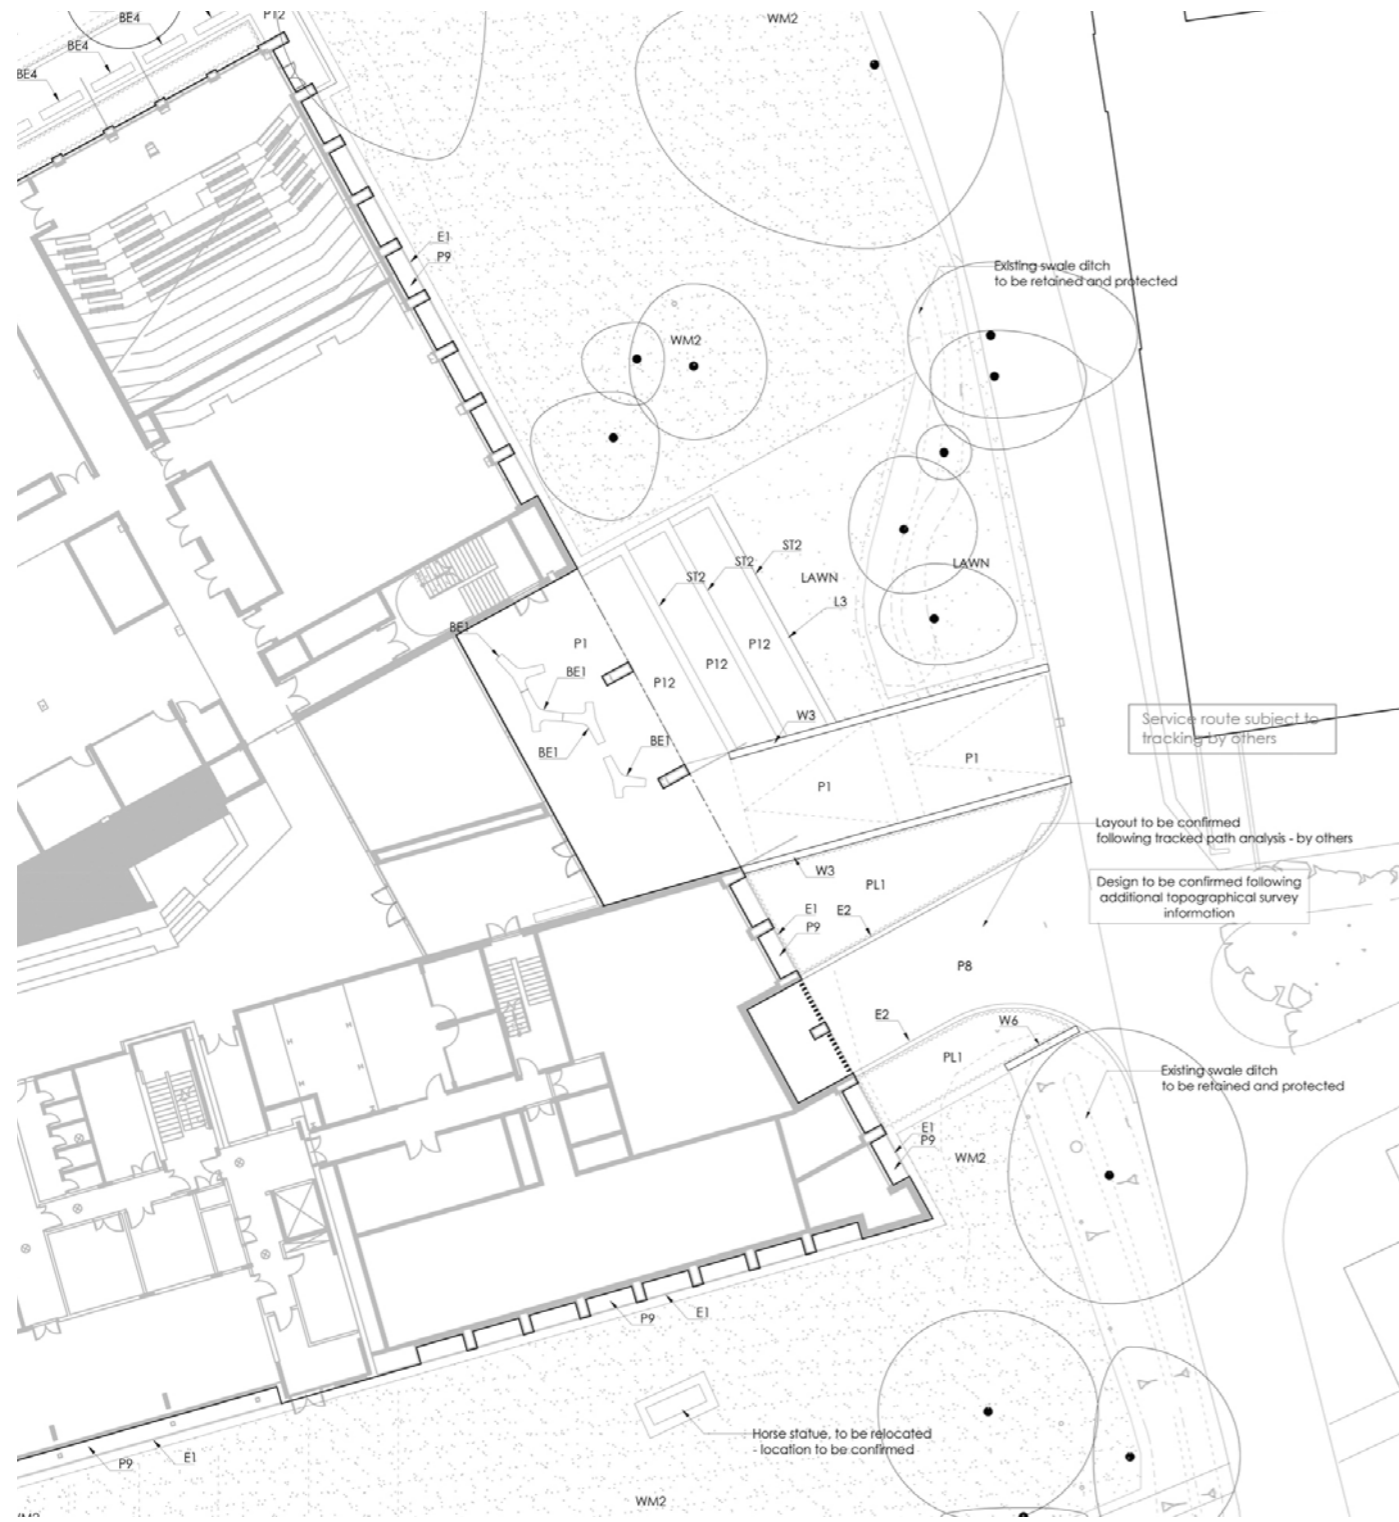 P12
WM2
BE4
BE4
BE4
E1
P9
Existing swale ditch
to be retained and protected
WM2
ST2
ST2
ST2
LAWN
LAWN
L3
BE1
P1
P12
P12
BE1
P12
W3
BE1
BE1
Service route subject to
tracking by others
P1
P1
Layout to be confirmed
following tracked path analysis - by others
W3
PL1
Design to be confirmed following
additional topographical survey
information
E1
E2
P9
P8
E2
W6
PL1
Existing swale ditch
to be retained and protected
E1
P9
WM2
P9
E1
Horse statue, to be relocated
- location to be confirmed
P9
E1
WM2
WM2